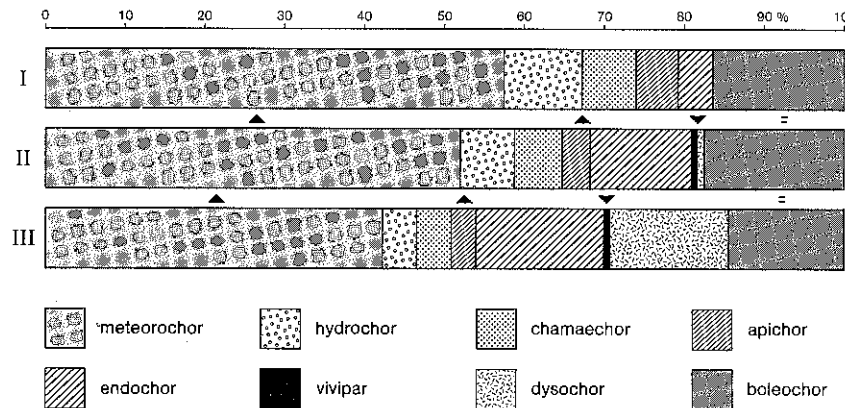 0 10 20 30 40 50 60 70 80 90 % 10
I
=
II
=
III
meteorochor hydrochor chamaechor apichor
endochor vivipar dysochor boleochor